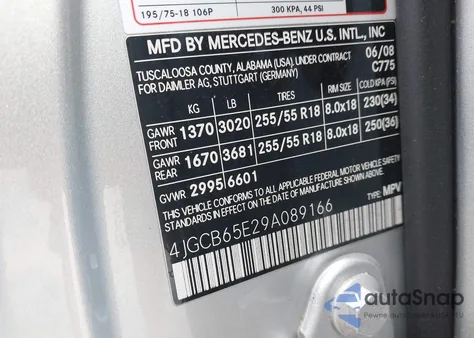 195/75-18 106P 300 KPA, 44 PSI
MFD BY MERCEDES-BENZ U.S. INTL., INC
TUSCALOOSA COUNTY, ALABAMA (USA), UNDER CONTRACT 06/08
FOR DAIMLER AG, STUTTGART (GERMANY) C775
KG LB TIRES RIM SIZE COLD KPA (PSI)
GAWR FRONT 1370 3020 255/55 R18 8.0x18 230(34)
GAWR REAR 1670 3681 255/55 R18 8.0x18 250(36)
GVWR 2995 6601
THIS VEHICLE CONFORMS TO ALL APPLICABLE FEDERAL MOTOR VEHICLE SAFETY
IN EFFECT ON THE DATE OF MANUFACTURE SHOWN ABOVE.
4JGCB65E29A089166 TYPE: MPV
autaSnap
Pewne auto